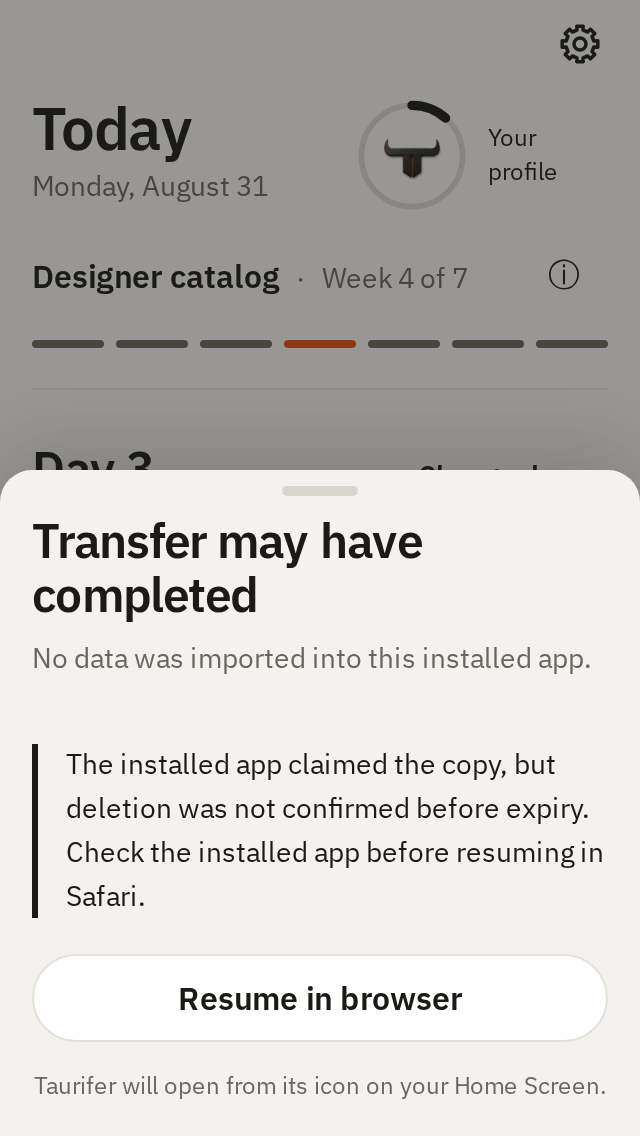 Today
Monday, August 31
Your
profile
Designer catalog · Week 4 of 7
Day 3
Transfer may have
completed
No data was imported into this installed app.
The installed app claimed the copy, but
deletion was not confirmed before expiry.
Check the installed app before resuming in
Safari.
Resume in browser
Taurifer will open from its icon on your Home Screen.